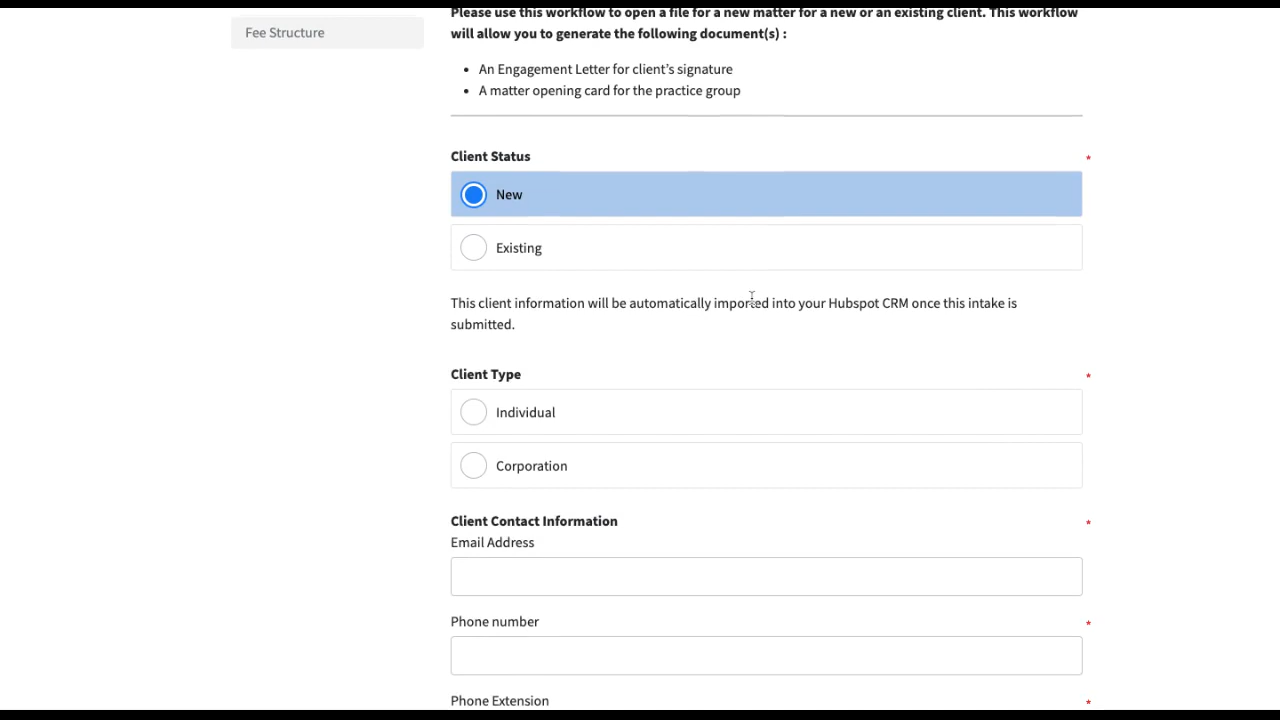 Fee Structure
Please use this workflow to open a file for a new matter for a new or an existing client. This workflow
will allow you to generate the following document(s) :
• An Engagement Letter for client’s signature
• A matter opening card for the practice group
Client Status *
New
Existing
This client information will be automatically imported into your Hubspot CRM once this intake is
submitted.
Client Type *
Individual
Corporation
Client Contact Information *
Email Address
Phone number *
Phone Extension *